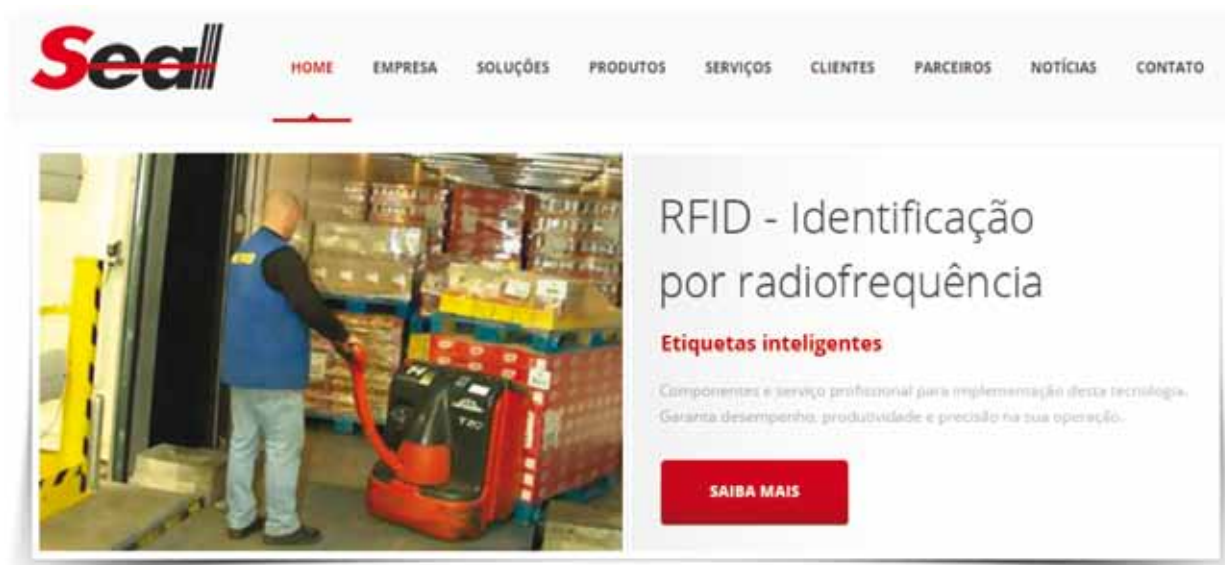 Seal
HOME EMPRESA SOLUÇÕES PRODUTOS SERVIÇOS CLIENTES PARCEIROS NOTÍCIAS CONTATO
RFID - Identificação
por radiofrequência
Etiquetas inteligentes
Componentes e serviço profissional para implementação desta tecnologia.
Garanta desempenho, produtividade e precisão na sua operação.
SAIBA MAIS
T20